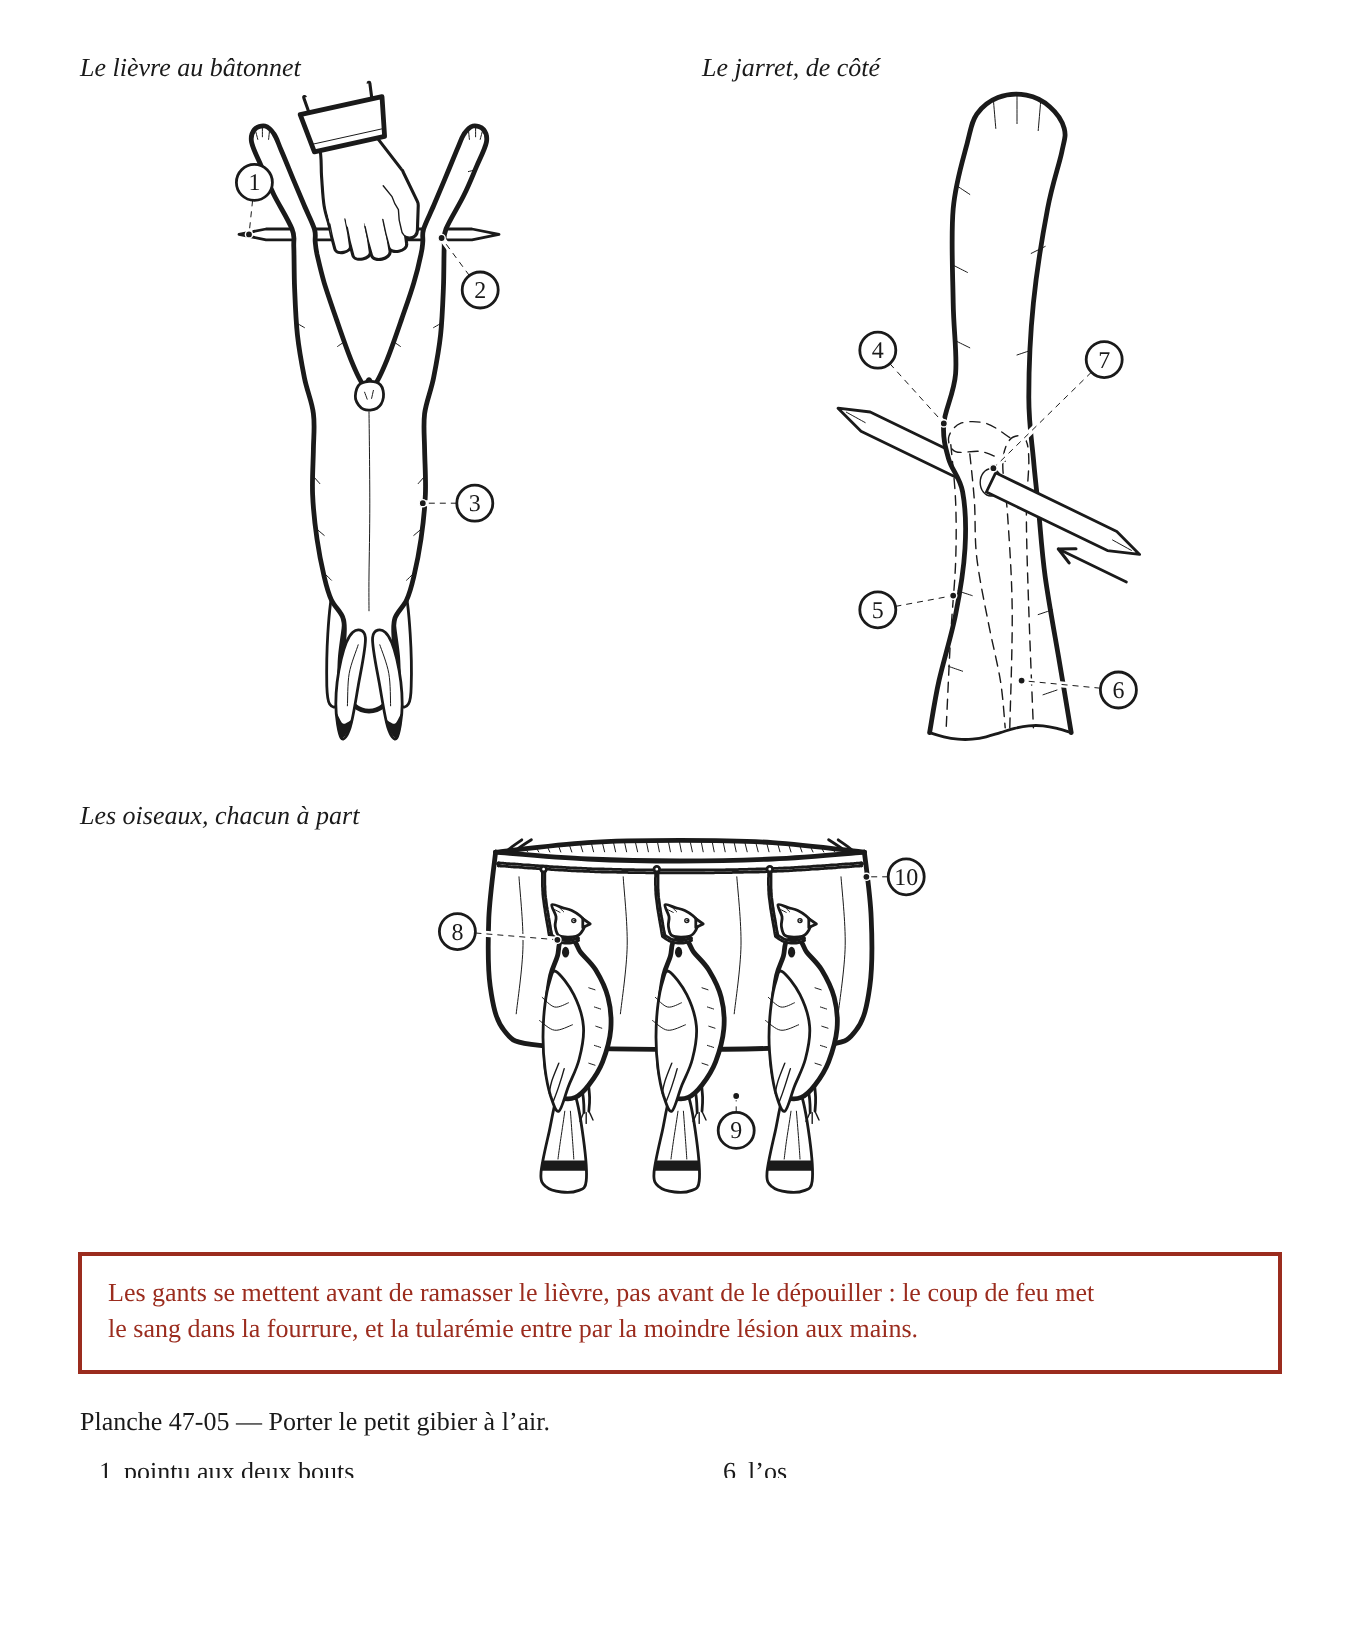 Le lièvre au bâtonnet
Le jarret, de côté
1
2
3
4
7
5
6
Les oiseaux, chacun à part
10
8
9
Les gants se mettent avant de ramasser le lièvre, pas avant de le dépouiller : le coup de feu met
le sang dans la fourrure, et la tularémie entre par la moindre lésion aux mains.
Planche 47-05 — Porter le petit gibier à l’air.
1 pointu aux deux bouts
6 l’os